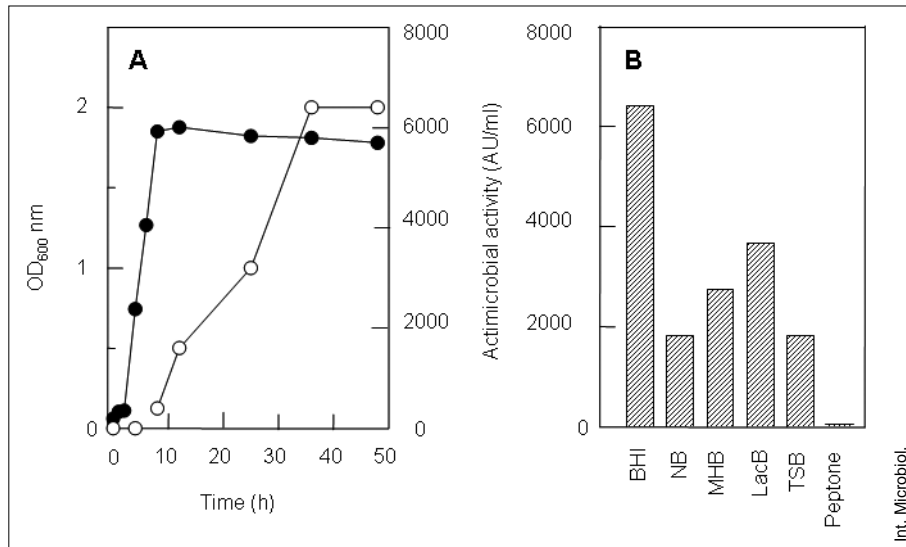 A
2
1
0
OD600 nm
8000
6000
4000
2000
0
0 10 20 30 40 50
Time (h)
B
Actimicrobial activity (AU/ml)
8000
6000
4000
2000
0
BHI
NB
MHB
LacB
TSB
Peptone
Int. Microbiol.